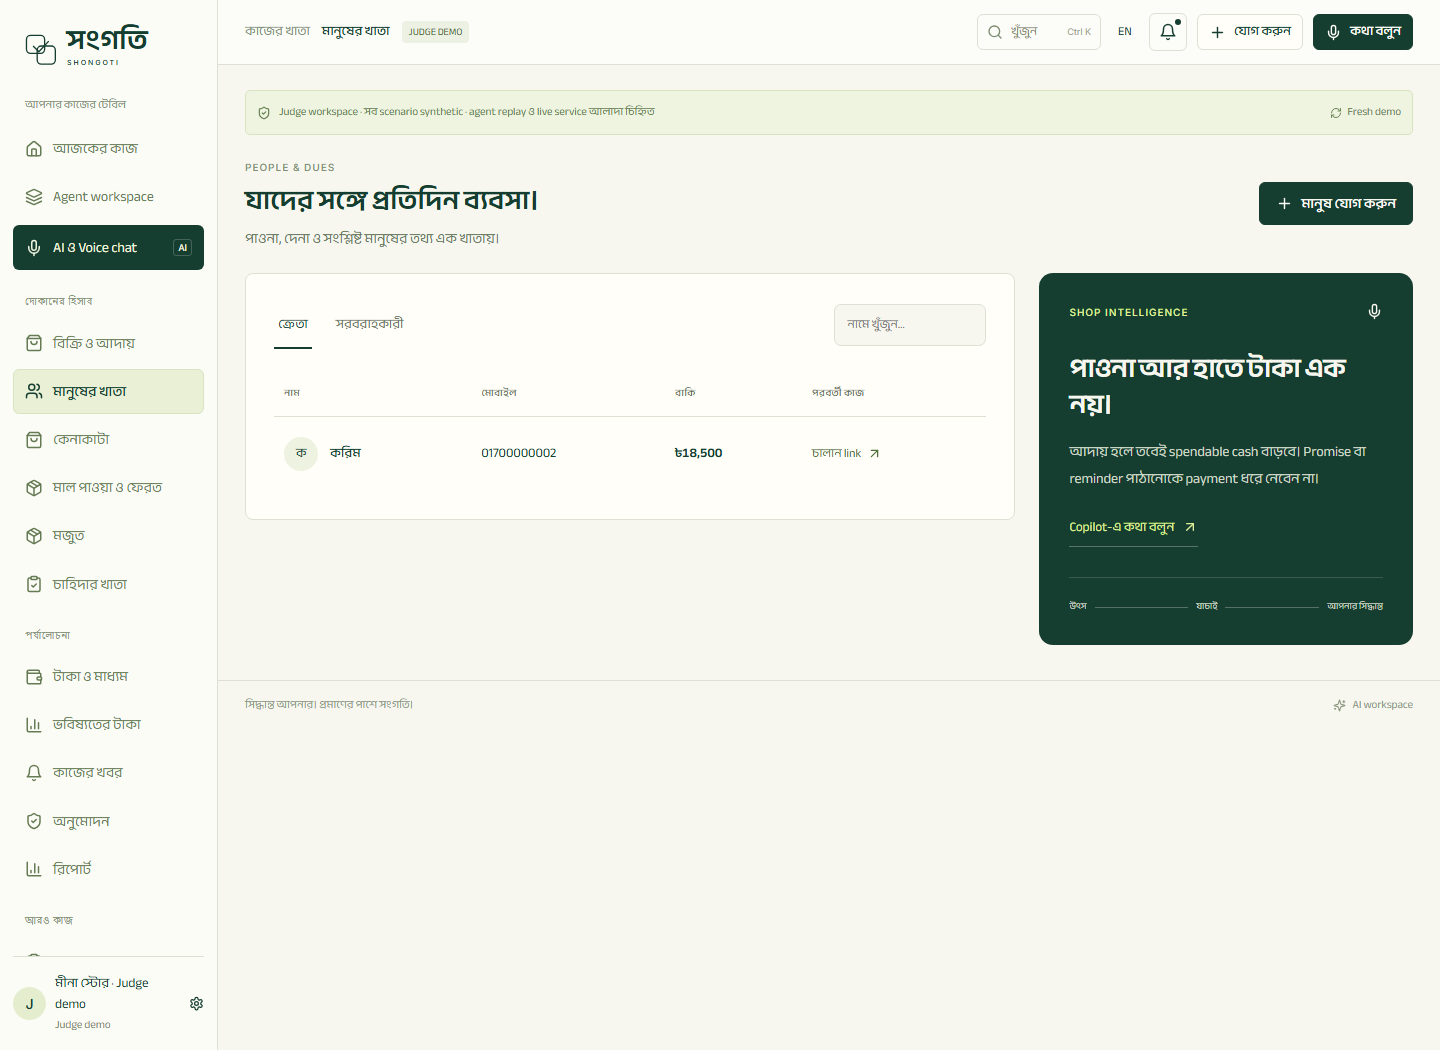 সংগতি
SHONGOTI
আপনার কাজের টেবিল
আজকের কাজ
Agent workspace
AI ও Voice chat
AI
দোকানের হিসাব
বিক্রি ও আদায়
মানুষের খাতা
কেনাকাটা
মাল পাওয়া ও ফেরত
মজুত
চাহিদার খাতা
পর্যালোচনা
টাকা ও মাধ্যম
ভবিষ্যতের টাকা
কাজের খবর
অনুমোদন
রিপোর্ট
আরও কাজ
J
মীনা স্টোর · Judge
demo
Judge demo
কাজের খাতা
মানুষের খাতা
JUDGE DEMO
খুঁজুন
Ctrl K
EN
যোগ করুন
কথা বলুন
Judge workspace · সব scenario synthetic · agent replay ও live service আলাদা চিহ্নিত
Fresh demo
PEOPLE & DUES
যাদের সঙ্গে প্রতিদিন ব্যবসা।
পাওনা, দেনা ও সংশ্লিষ্ট মানুষের তথ্য এক খাতায়।
মানুষ যোগ করুন
ক্রেতা
সরবরাহকারী
নামে খুঁজুন...
নাম
মোবাইল
বাকি
পরবর্তী কাজ
ক
করিম
01700000002
৳18,500
চালান link
SHOP INTELLIGENCE
পাওনা আর হাতে টাকা এক
নয়।
আদায় হলে তবেই spendable cash বাড়বে। Promise বা
reminder পাঠানোকে payment ধরে নেবেন না।
Copilot-এ কথা বলুন
উৎস
যাচাই
আপনার সিদ্ধান্ত
সিদ্ধান্ত আপনার। প্রমাণের পাশে সংগতি।
AI workspace